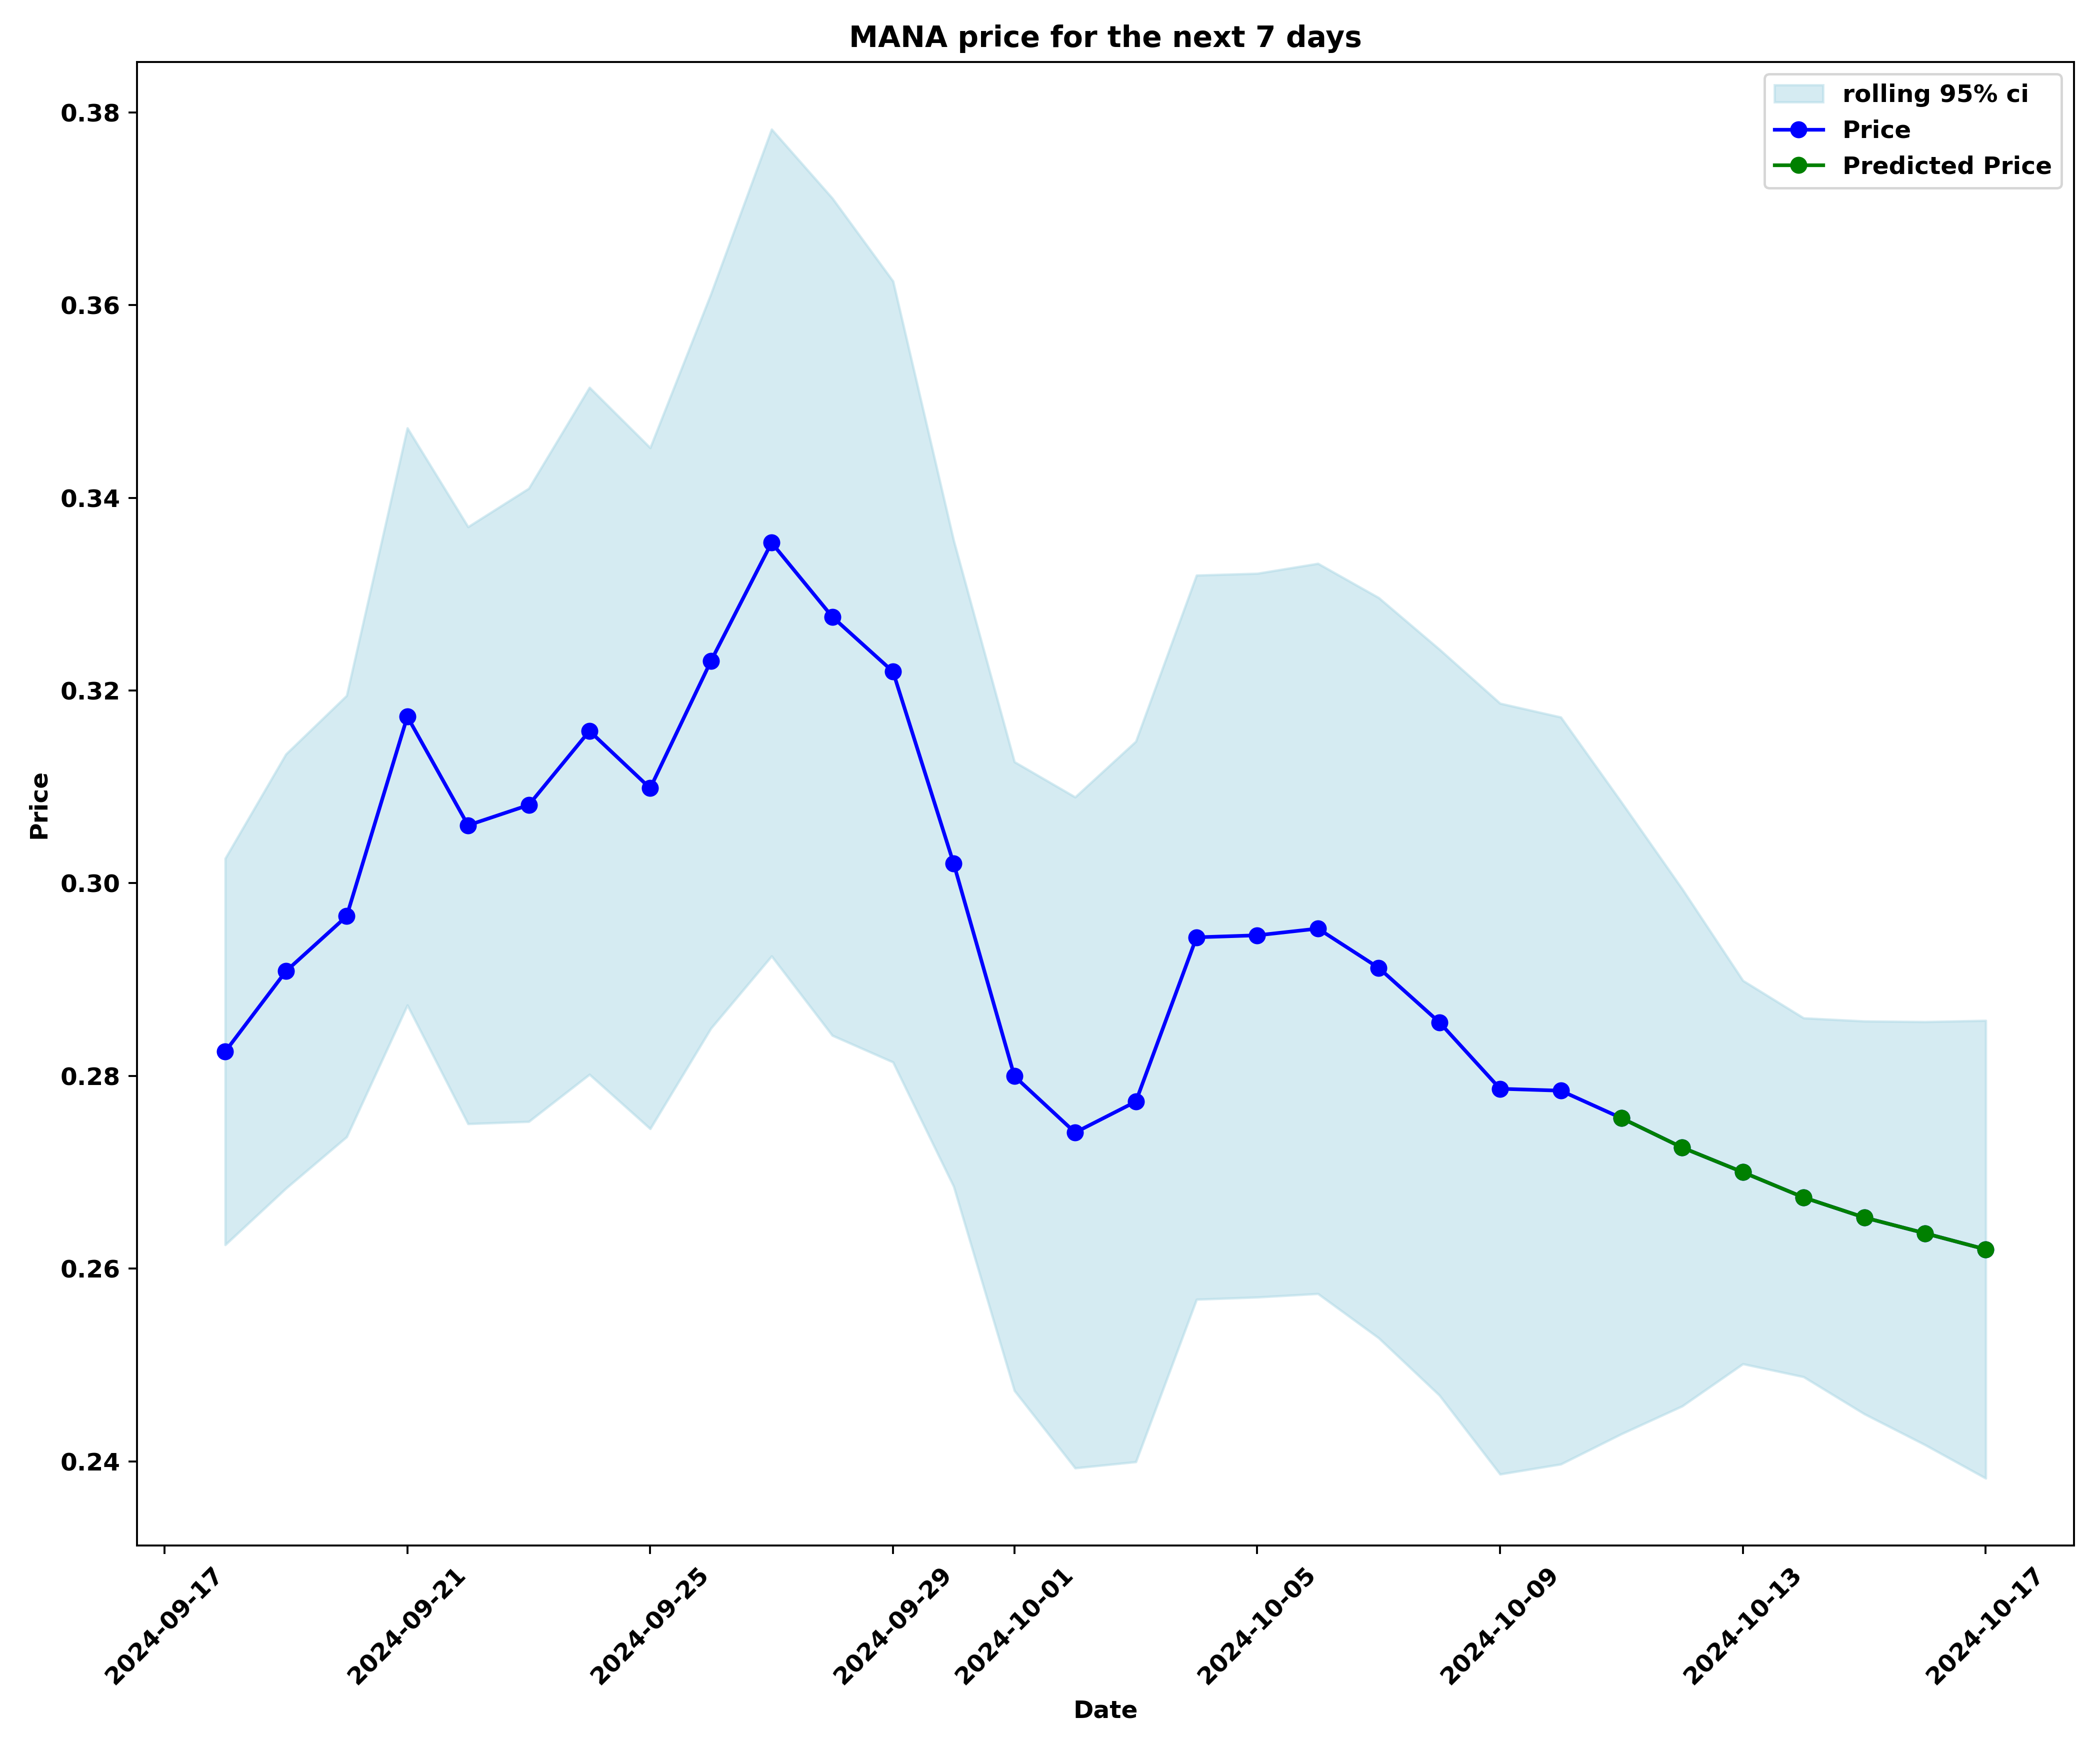 MANA price for the next 7 days
rolling 95% ci
Price
Predicted Price
0.38
0.36
0.34
0.32
0.30
0.28
0.26
0.24
Price
2024-09-17
2024-09-21
2024-09-25
2024-09-29
2024-10-01
2024-10-05
2024-10-09
2024-10-13
2024-10-17
Date